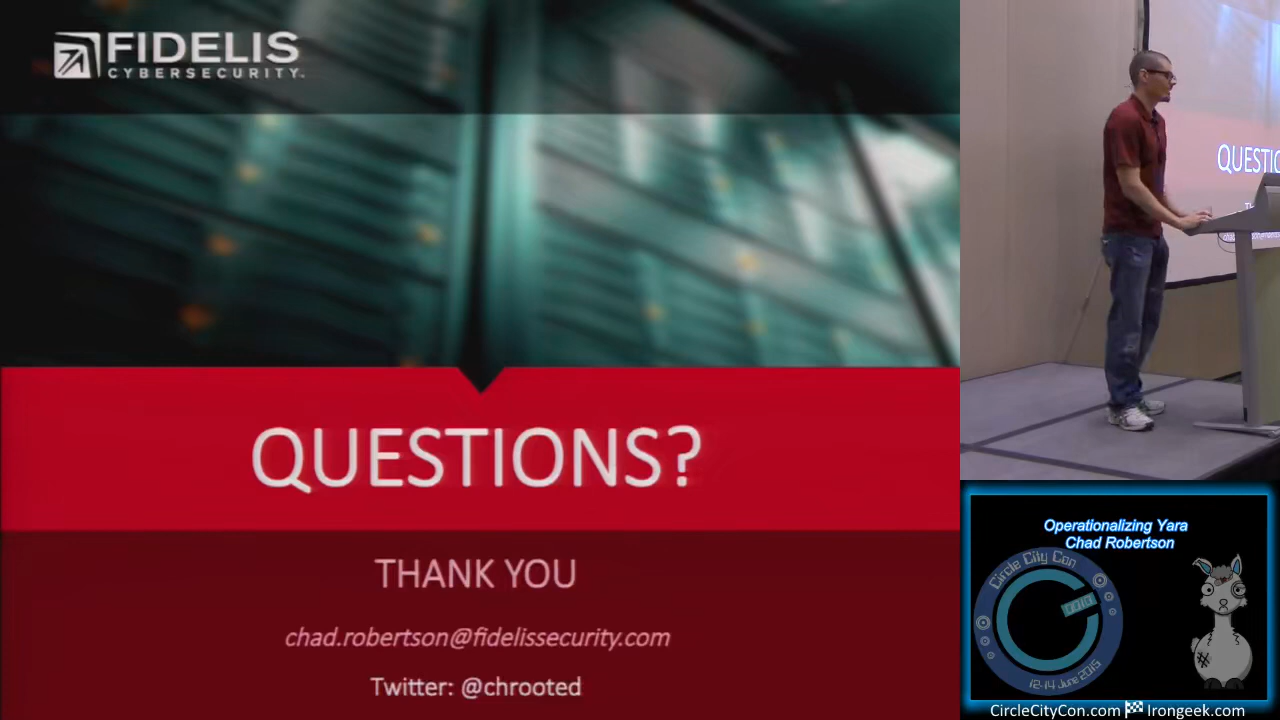 FIDELIS
CYBERSECURITY
QUESTIONS?
THANK YOU
chad.robertson@fidelissecurity.com
Twitter: @chrooted
QUESTIO
Operationalizing Yara
Chad Robertson
Circle City Con
12-14 June 2015
CircleCityCon.com Irongeek.com